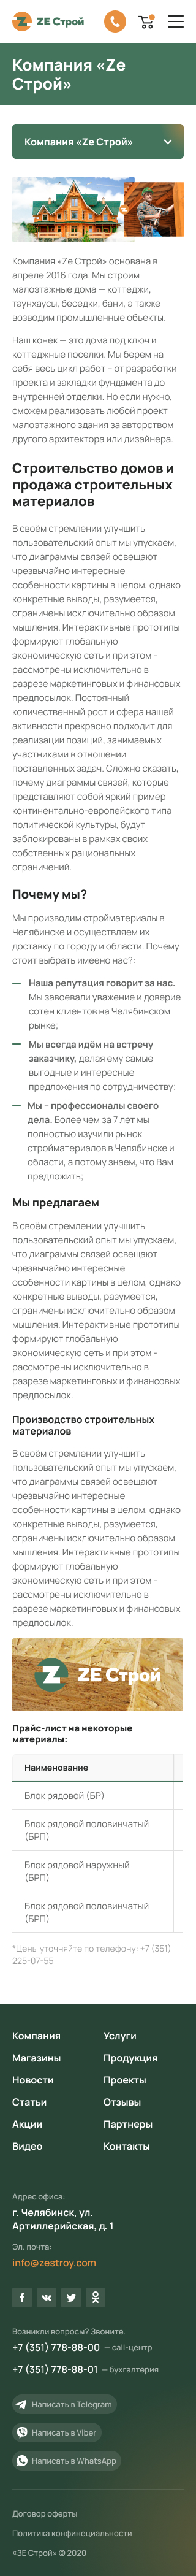 ZE Строй
Компания «Ze
Строй»
Компания «Ze Строй»
Компания «Ze Строй» основана в
апреле 2016 года. Мы строим
малоэтажные дома — коттеджи,
таунхаусы, беседки, бани, а также
возводим промышленные объекты.
Наш конек — это дома под ключ и
коттеджные поселки. Мы берем на
себя весь цикл работ – от разработки
проекта и закладки фундамента до
внутренней отделки. Но если нужно,
сможем реализовать любой проект
малоэтажного здания за авторством
другого архитектора или дизайнера.
Строительство домов и
продажа строительных
материалов
В своём стремлении улучшить
пользовательский опыт мы упускаем,
что диаграммы связей освещают
чрезвычайно интересные
особенности картины в целом, однако
конкретные выводы, разумеется,
ограничены исключительно образом
мышления. Интерактивные прототипы
формируют глобальную
экономическую сеть и при этом -
рассмотрены исключительно в
разрезе маркетинговых и финансовых
предпосылок. Постоянный
количественный рост и сфера нашей
активности прекрасно подходит для
реализации позиций, занимаемых
участниками в отношении
поставленных задач. Сложно сказать,
почему диаграммы связей, которые
представляют собой яркий пример
континентально-европейского типа
политической культуры, будут
заблокированы в рамках своих
собственных рациональных
ограничений.
Почему мы?
Мы производим стройматериалы в
Челябинске и осуществляем их
доставку по городу и области. Почему
стоит выбрать имеено нас?:
— Наша репутация говорит за нас.
Мы завоевали уважение и доверие
сотен клиентов на Челябинском
рынке;
— Мы всегда идём на встречу
заказчику, делая ему самые
выгодные и интересные
предложения по сотрудничеству;
— Мы – профессионалы своего
дела. Более чем за 7 лет мы
полностью изучили рынок
стройматериалов в Челябинске и
области, а потому знаем, что Вам
предложить;
Мы предлагаем
В своём стремлении улучшить
пользовательский опыт мы упускаем,
что диаграммы связей освещают
чрезвычайно интересные
особенности картины в целом, однако
конкретные выводы, разумеется,
ограничены исключительно образом
мышления. Интерактивные прототипы
формируют глобальную
экономическую сеть и при этом -
рассмотрены исключительно в
разрезе маркетинговых и финансовых
предпосылок.
Производство строительных
материалов
В своём стремлении улучшить
пользовательский опыт мы упускаем,
что диаграммы связей освещают
чрезвычайно интересные
особенности картины в целом, однако
конкретные выводы, разумеется,
ограничены исключительно образом
мышления. Интерактивные прототипы
формируют глобальную
экономическую сеть и при этом -
рассмотрены исключительно в
разрезе маркетинговых и финансовых
предпосылок.
ZE Строй
Прайс-лист на некоторые
материалы:
Наименование
Брок рядовой (БР)
Брок рядовой половинчатый
(БРП)
Брок рядовой наружный
(БРП)
Брок рядовой половинчатый
(БРП)
*Цены уточняйте по телефону: +7 (351)
225-07-55
Компания Услуги
Магазины Продукция
Новости Проекты
Статьи Отзывы
Акции Партнеры
Видео Контакты
Адрес офиса:
г. Челябинск, ул.
Артиллерийская, д. 1
Эл. почта:
info@zestroy.com
Возникли вопросы? Звоните.
+7 (351) 778-88-00 — call-центр
+7 (351) 778-88-01 — бухгалтерия
Написать в Telegram
Написать в Viber
Написать в WhatsApp
Договор оферты
Политика конфинециальности
«ЗЕ Строй» © 2020